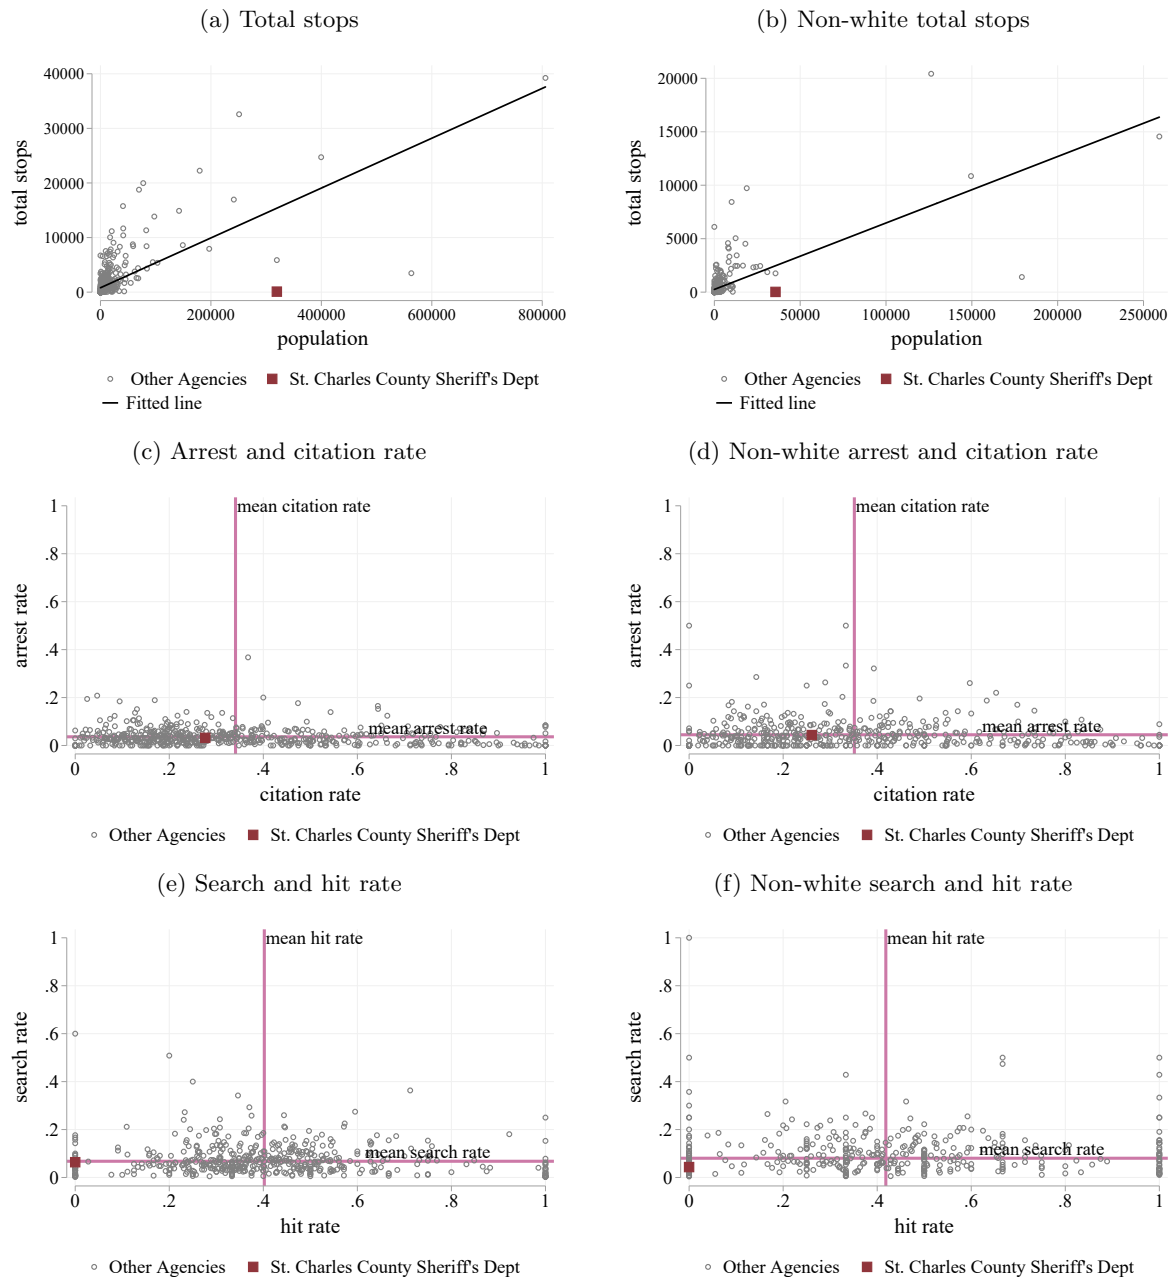 (a) Total stops
40000
30000
20000
10000
0
total stops
0 200000 400000 600000 800000
population
Other Agencies St. Charles County Sheriff's Dept
Fitted line
(b) Non-white total stops
20000
15000
10000
5000
0
total stops
0 50000 100000 150000 200000 250000
population
Other Agencies St. Charles County Sheriff's Dept
Fitted line
(c) Arrest and citation rate
mean citation rate
1
.8
.6
.4
.2
0
arrest rate
mean arrest rate
0 .2 .4 .6 .8 1
citation rate
Other Agencies St. Charles County Sheriff's Dept
(d) Non-white arrest and citation rate
mean citation rate
1
.8
.6
.4
.2
0
arrest rate
mean arrest rate
0 .2 .4 .6 .8 1
citation rate
Other Agencies St. Charles County Sheriff's Dept
(e) Search and hit rate
mean hit rate
1
.8
.6
.4
.2
0
search rate
mean search rate
0 .2 .4 .6 .8 1
hit rate
Other Agencies St. Charles County Sheriff's Dept
(f) Non-white search and hit rate
mean hit rate
1
.8
.6
.4
.2
0
search rate
mean search rate
0 .2 .4 .6 .8 1
hit rate
Other Agencies St. Charles County Sheriff's Dept